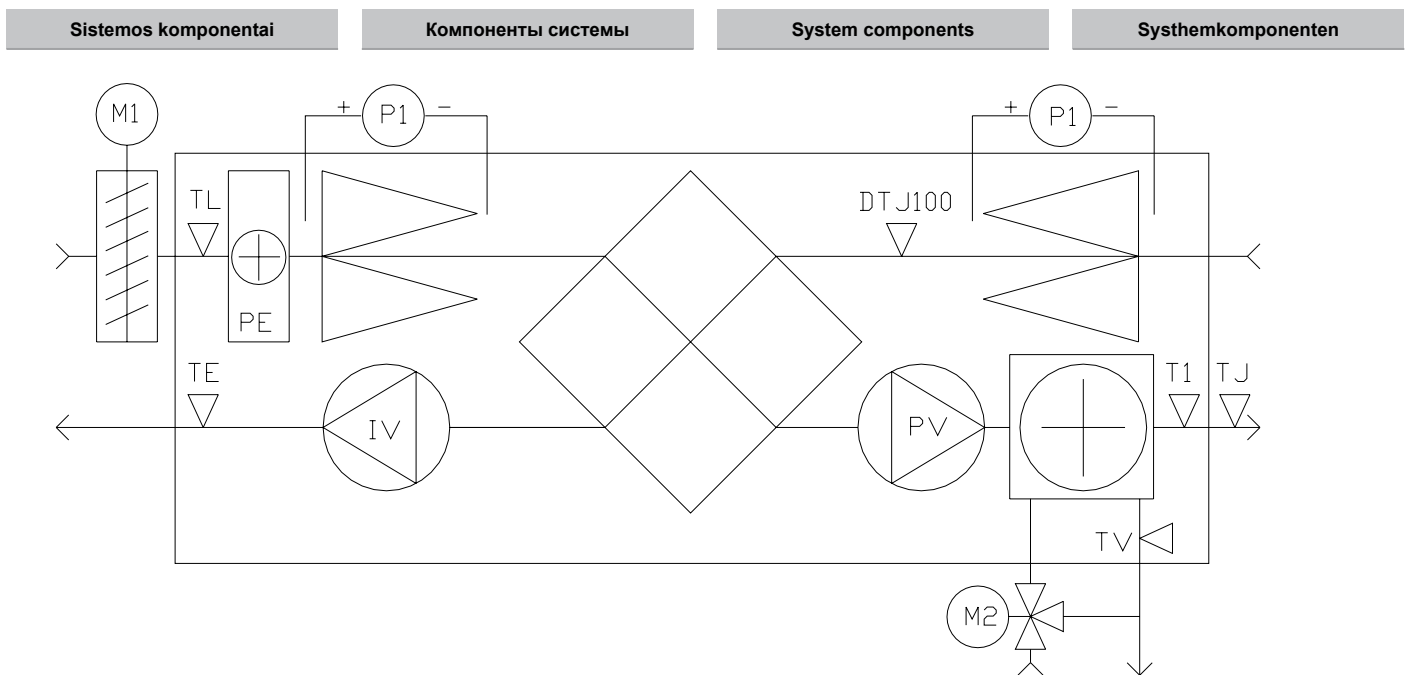 Sistemos komponentai
Компоненты системы
System components
Systhemkomponenten
M1
+ P1 -
+ P1 -
TL
DTJ100
PE
TE
T1 TJ
IV
PV
TV
M2